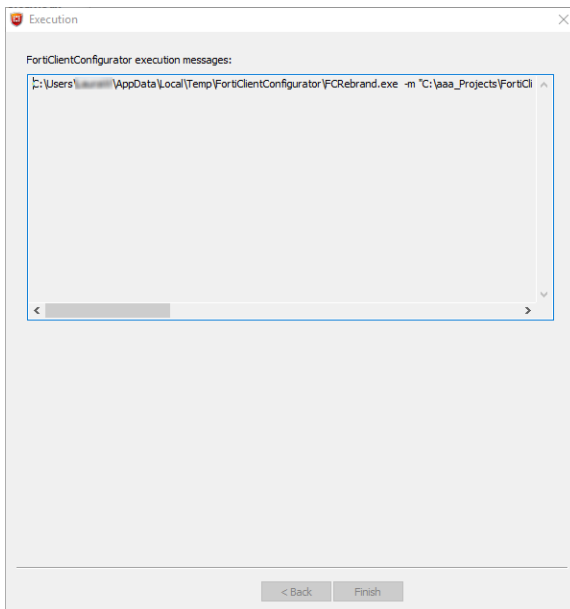 Execution
FortiClientConfigurator execution messages:
C:\Users\ \AppData\Local\Temp\FortiClientConfigurator\FCRebrand.exe -m "C:\aaa_Projects\FortiCli
< Back Finish